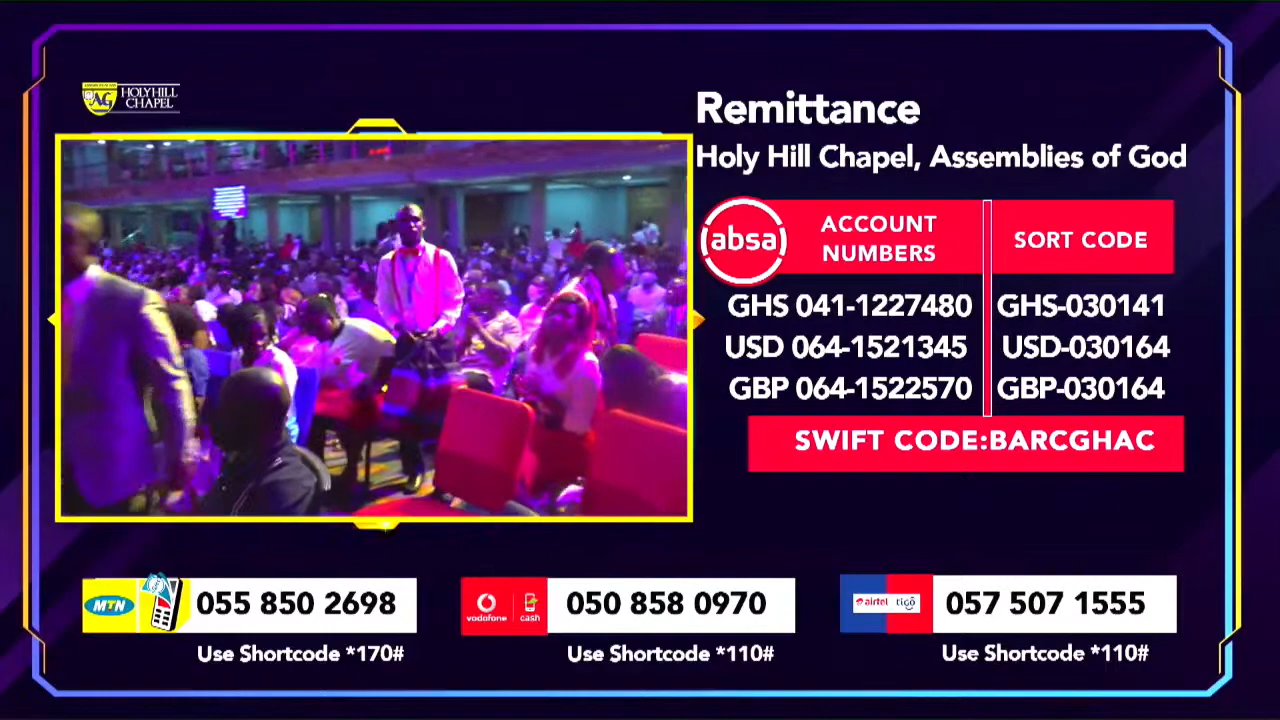 HOLYHILL
CHAPEL
Remittance
Holy Hill Chapel, Assemblies of God
absa
ACCOUNT
NUMBERS
SORT CODE
GHS 041-1227480
GHS-030141
USD 064-1521345
USD-030164
GBP 064-1522570
GBP-030164
SWIFT CODE:BARCGHAC
MTN
055 850 2698
Use Shortcode *170#
vodafone
cash
050 858 0970
Use Shortcode *110#
airtel
tigo
057 507 1555
Use Shortcode *110#